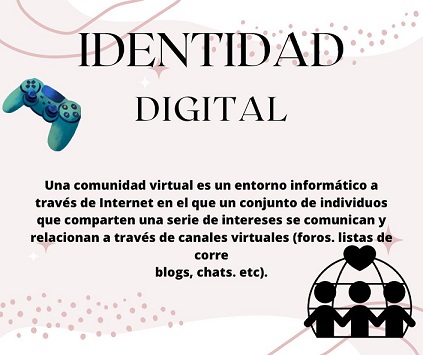 IDENTIDAD
DIGITAL
Una comunidad virtual es un entorno informático a
través de Internet en el que un conjunto de individuos
que comparten una serie de intereses se comunican y
relacionan a través de canales virtuales (foros. listas de
corre
blogs, chats. etc).